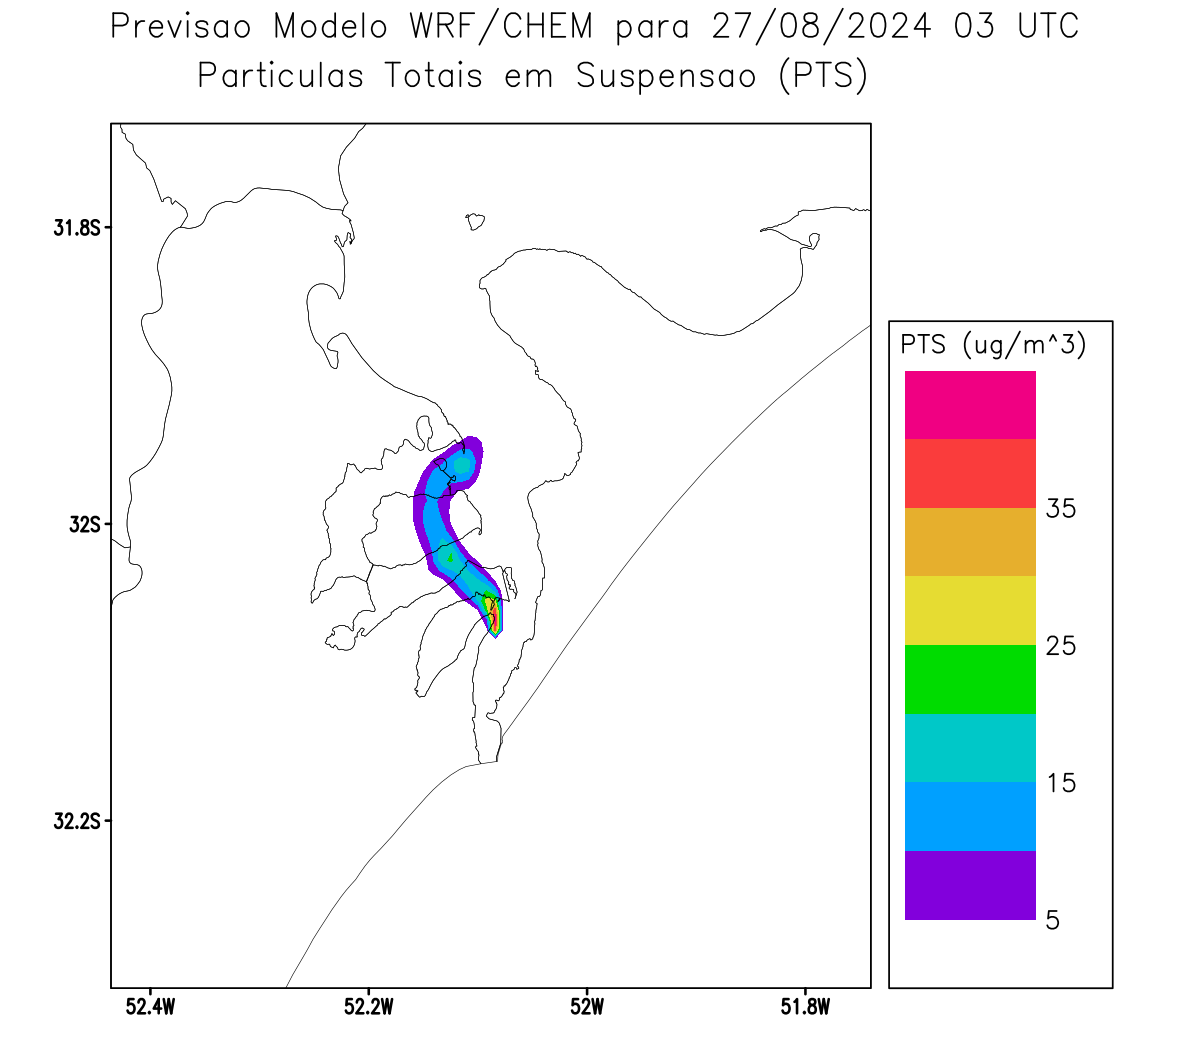 Previsao Modelo WRF/CHEM para 27/08/2024 03 UTC
Particulas Totais em Suspensao (PTS)
31.8S
32S
32.2S
52.4W
52.2W
52W
51.8W
PTS (ug/m^3)
35
25
15
5